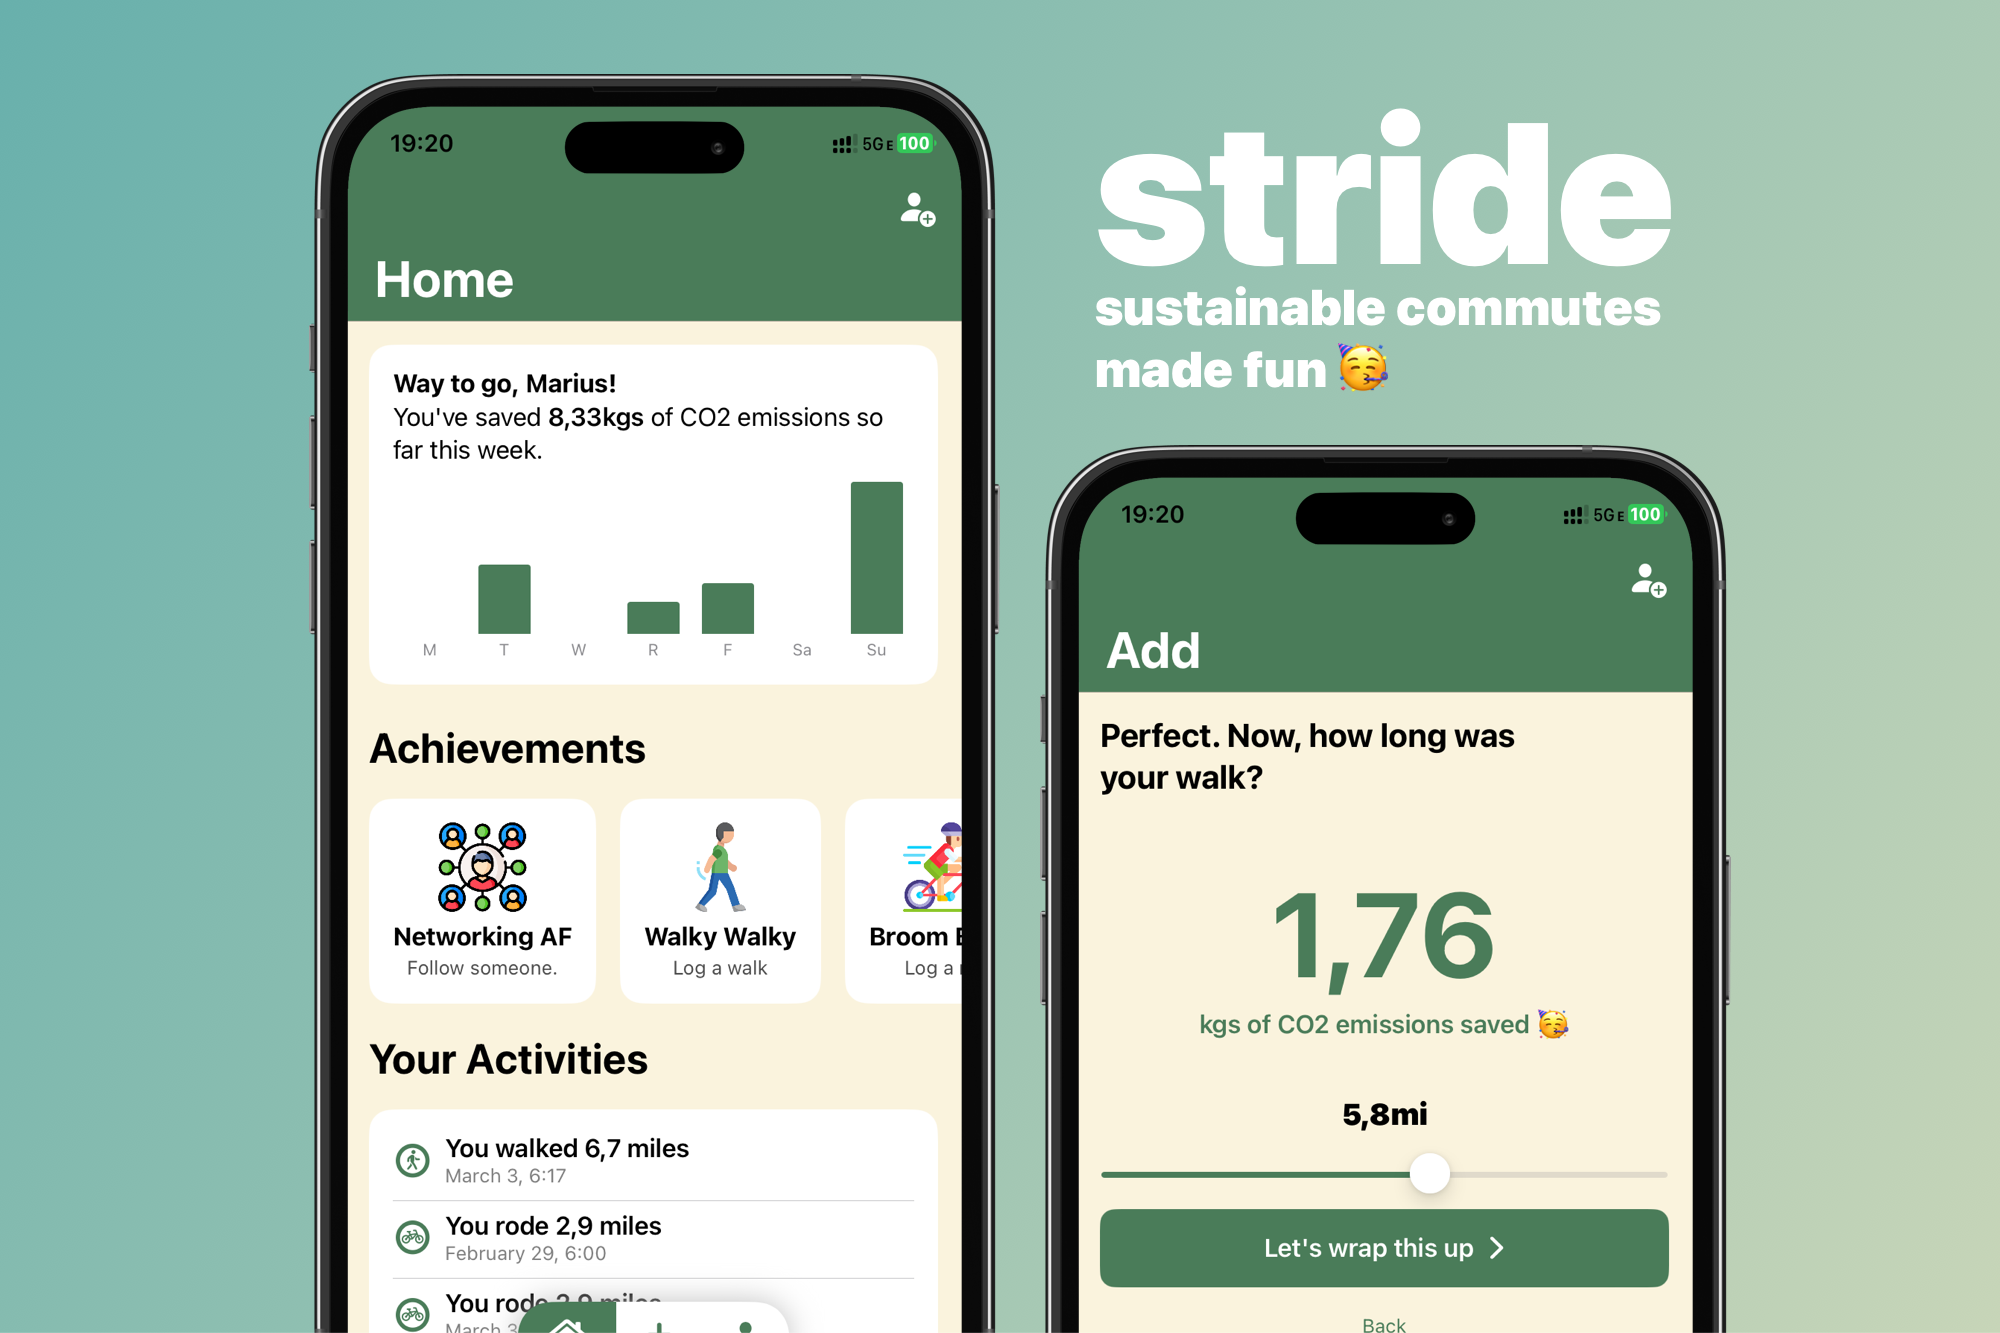 19:20
5GE 100
Home
Way to go, Marius!
You've saved 8,33kgs of CO2 emissions so
far this week.
M T W R F Sa Su
Achievements
Networking AF
Follow someone.
Walky Walky
Log a walk
Broom
Log a
Your Activities
You walked 6,7 miles
March 3, 6:17
You rode 2,9 miles
February 29, 6:00
You rode 2,9 miles
March 3
stride
sustainable commutes
made fun 🥳
19:20
5GE 100
Add
Perfect. Now, how long was
your walk?
1,76
kgs of CO2 emissions saved 🥳
5,8mi
Let's wrap this up
Back